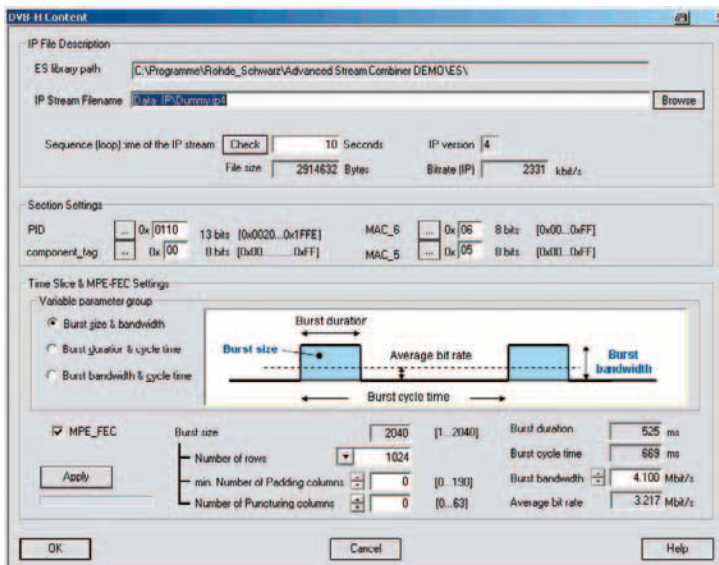 DVB-H Content
IP File Description
ES library path C:\Programme\Rohde_Schwarz\Advanced Stream Combiner DEMO\ES\
IP Stream Filename Data_IP\Dummy.ip4 Browse
Sequence (loop) :me of the IP stream Check 10 Seconds IP version 4
File size 2914632 Bytes Bitrate (IP) 2331 kbit/s
Section Settings
PID ... 0x 0110 13 bits [0x0020...0x1FFE] MAC_6 ... 0x 06 8 bits [0x00...0xFF]
component_tag ... 0x 00 8 bits [0x00..........0xFF] MAC_5 ... 0x 05 8 bits [0x00...0xFF]
Time Slice & MPE-FEC Settings
Variable parameter group
Burst size & bandwidth
Burst duration & cycle time
Burst bandwidth & cycle time
Burst duration
Burst size
Average bit rate
Burst bandwidth
Burst cycle time
MPE_FEC Burst size 2040 [1...2040] Burst duration 525 ms
Number of rows 1024 Burst cycle time 669 ms
Apply min. Number of Padding columns 0 [0...190] Burst bandwidth 4.100 Mbit/s
Number of Puncturing columns 0 [0...63] Average bit rate 3.217 Mbit/s
OK Cancel Help